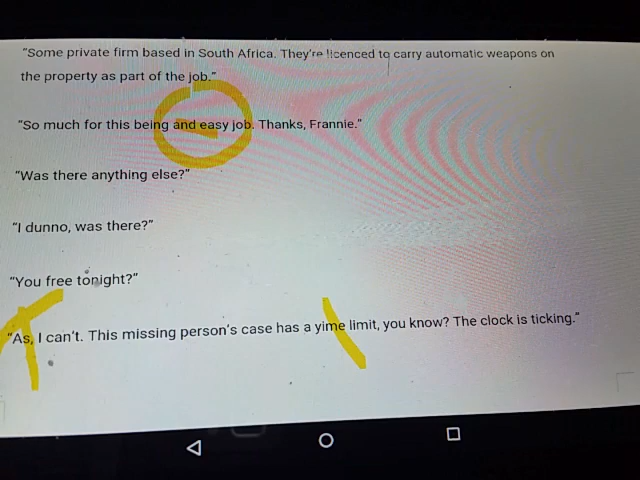 “Some private firm based in South Africa. They’re licenced to carry automatic weapons on
the property as part of the job.”
“So much for this being and easy job. Thanks, Frannie.”
“Was there anything else?”
“I dunno, was there?”
“You free tonight?”
“As, I can’t. This missing person’s case has a yime limit, you know? The clock is ticking.”